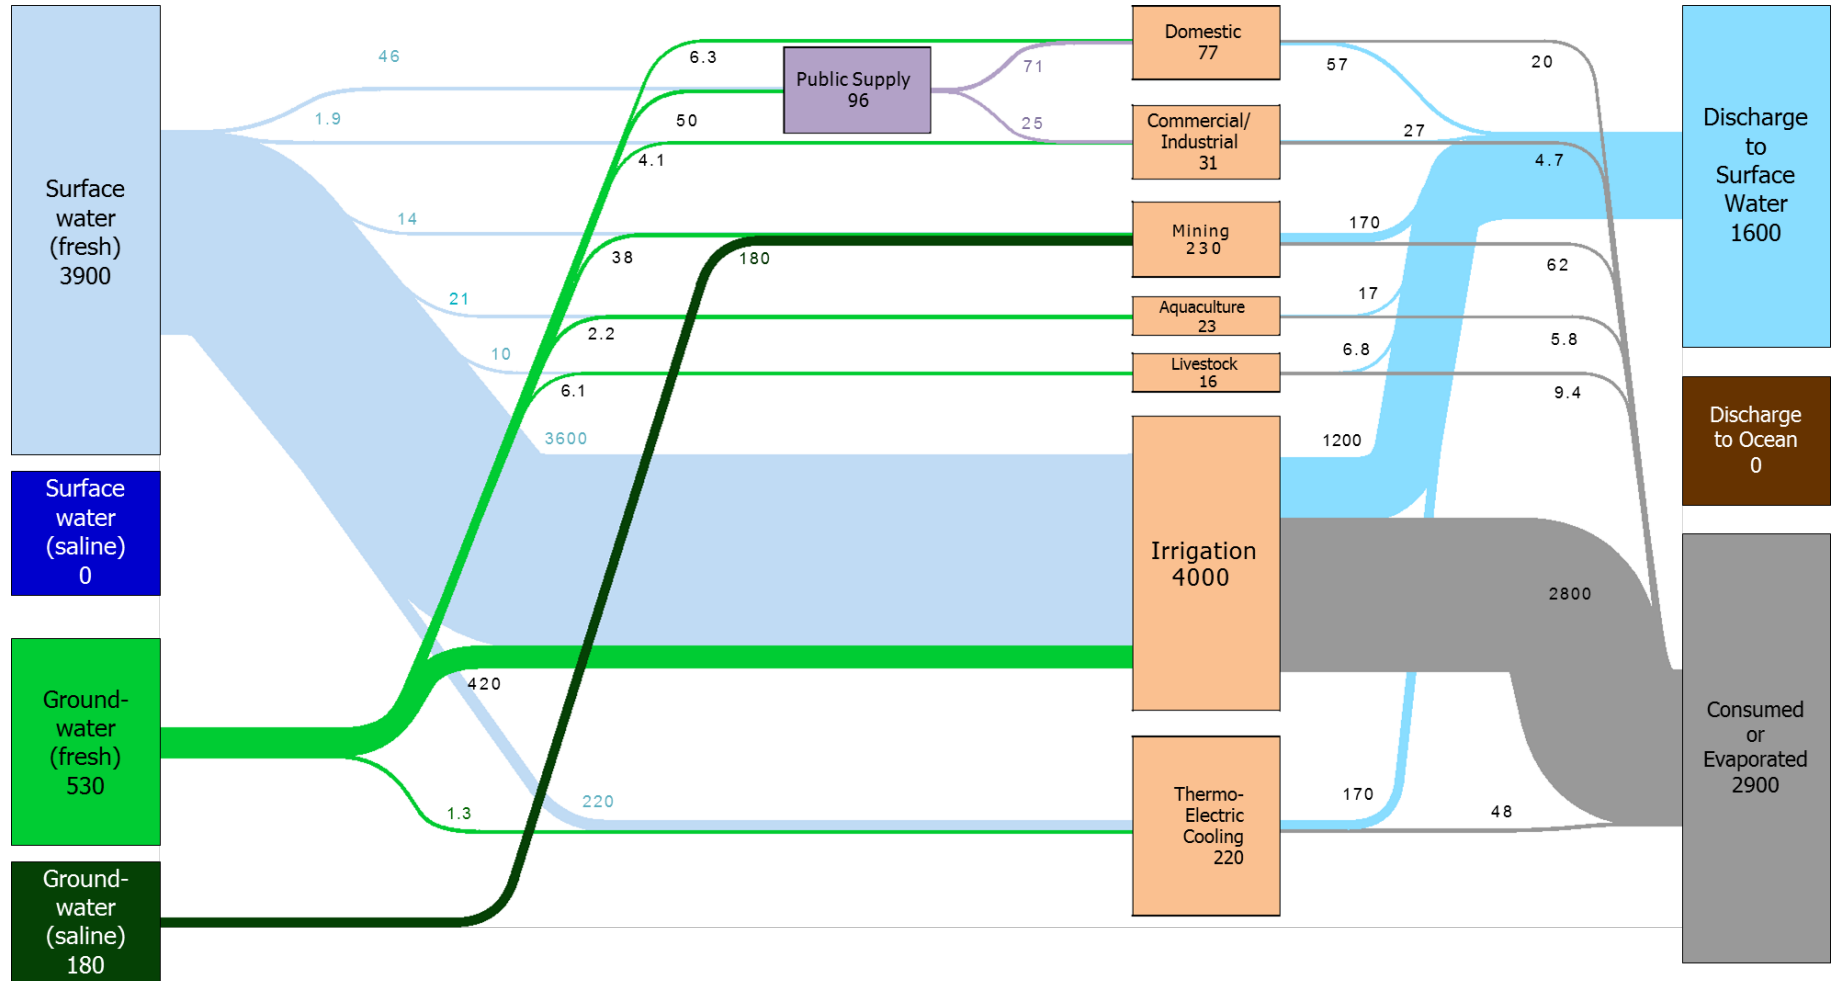 Surface
water
(fresh)
3900
Surface
water
(saline)
0
Ground-
water
(fresh)
530
Ground-
water
(saline)
180
46
1.9
14
21
10
3600
220
6.3
50
4.1
38
180
2.2
6.1
420
1.3
Public Supply
96
71
25
Domestic
77
Commercial/
Industrial
31
Mining
230
Aquaculture
23
Livestock
16
Irrigation
4000
Thermo-
Electric
Cooling
220
57
20
27
4.7
170
62
17
5.8
6.8
9.4
1200
2800
170
48
Discharge
to
Surface
Water
1600
Discharge
to Ocean
0
Consumed
or
Evaporated
2900